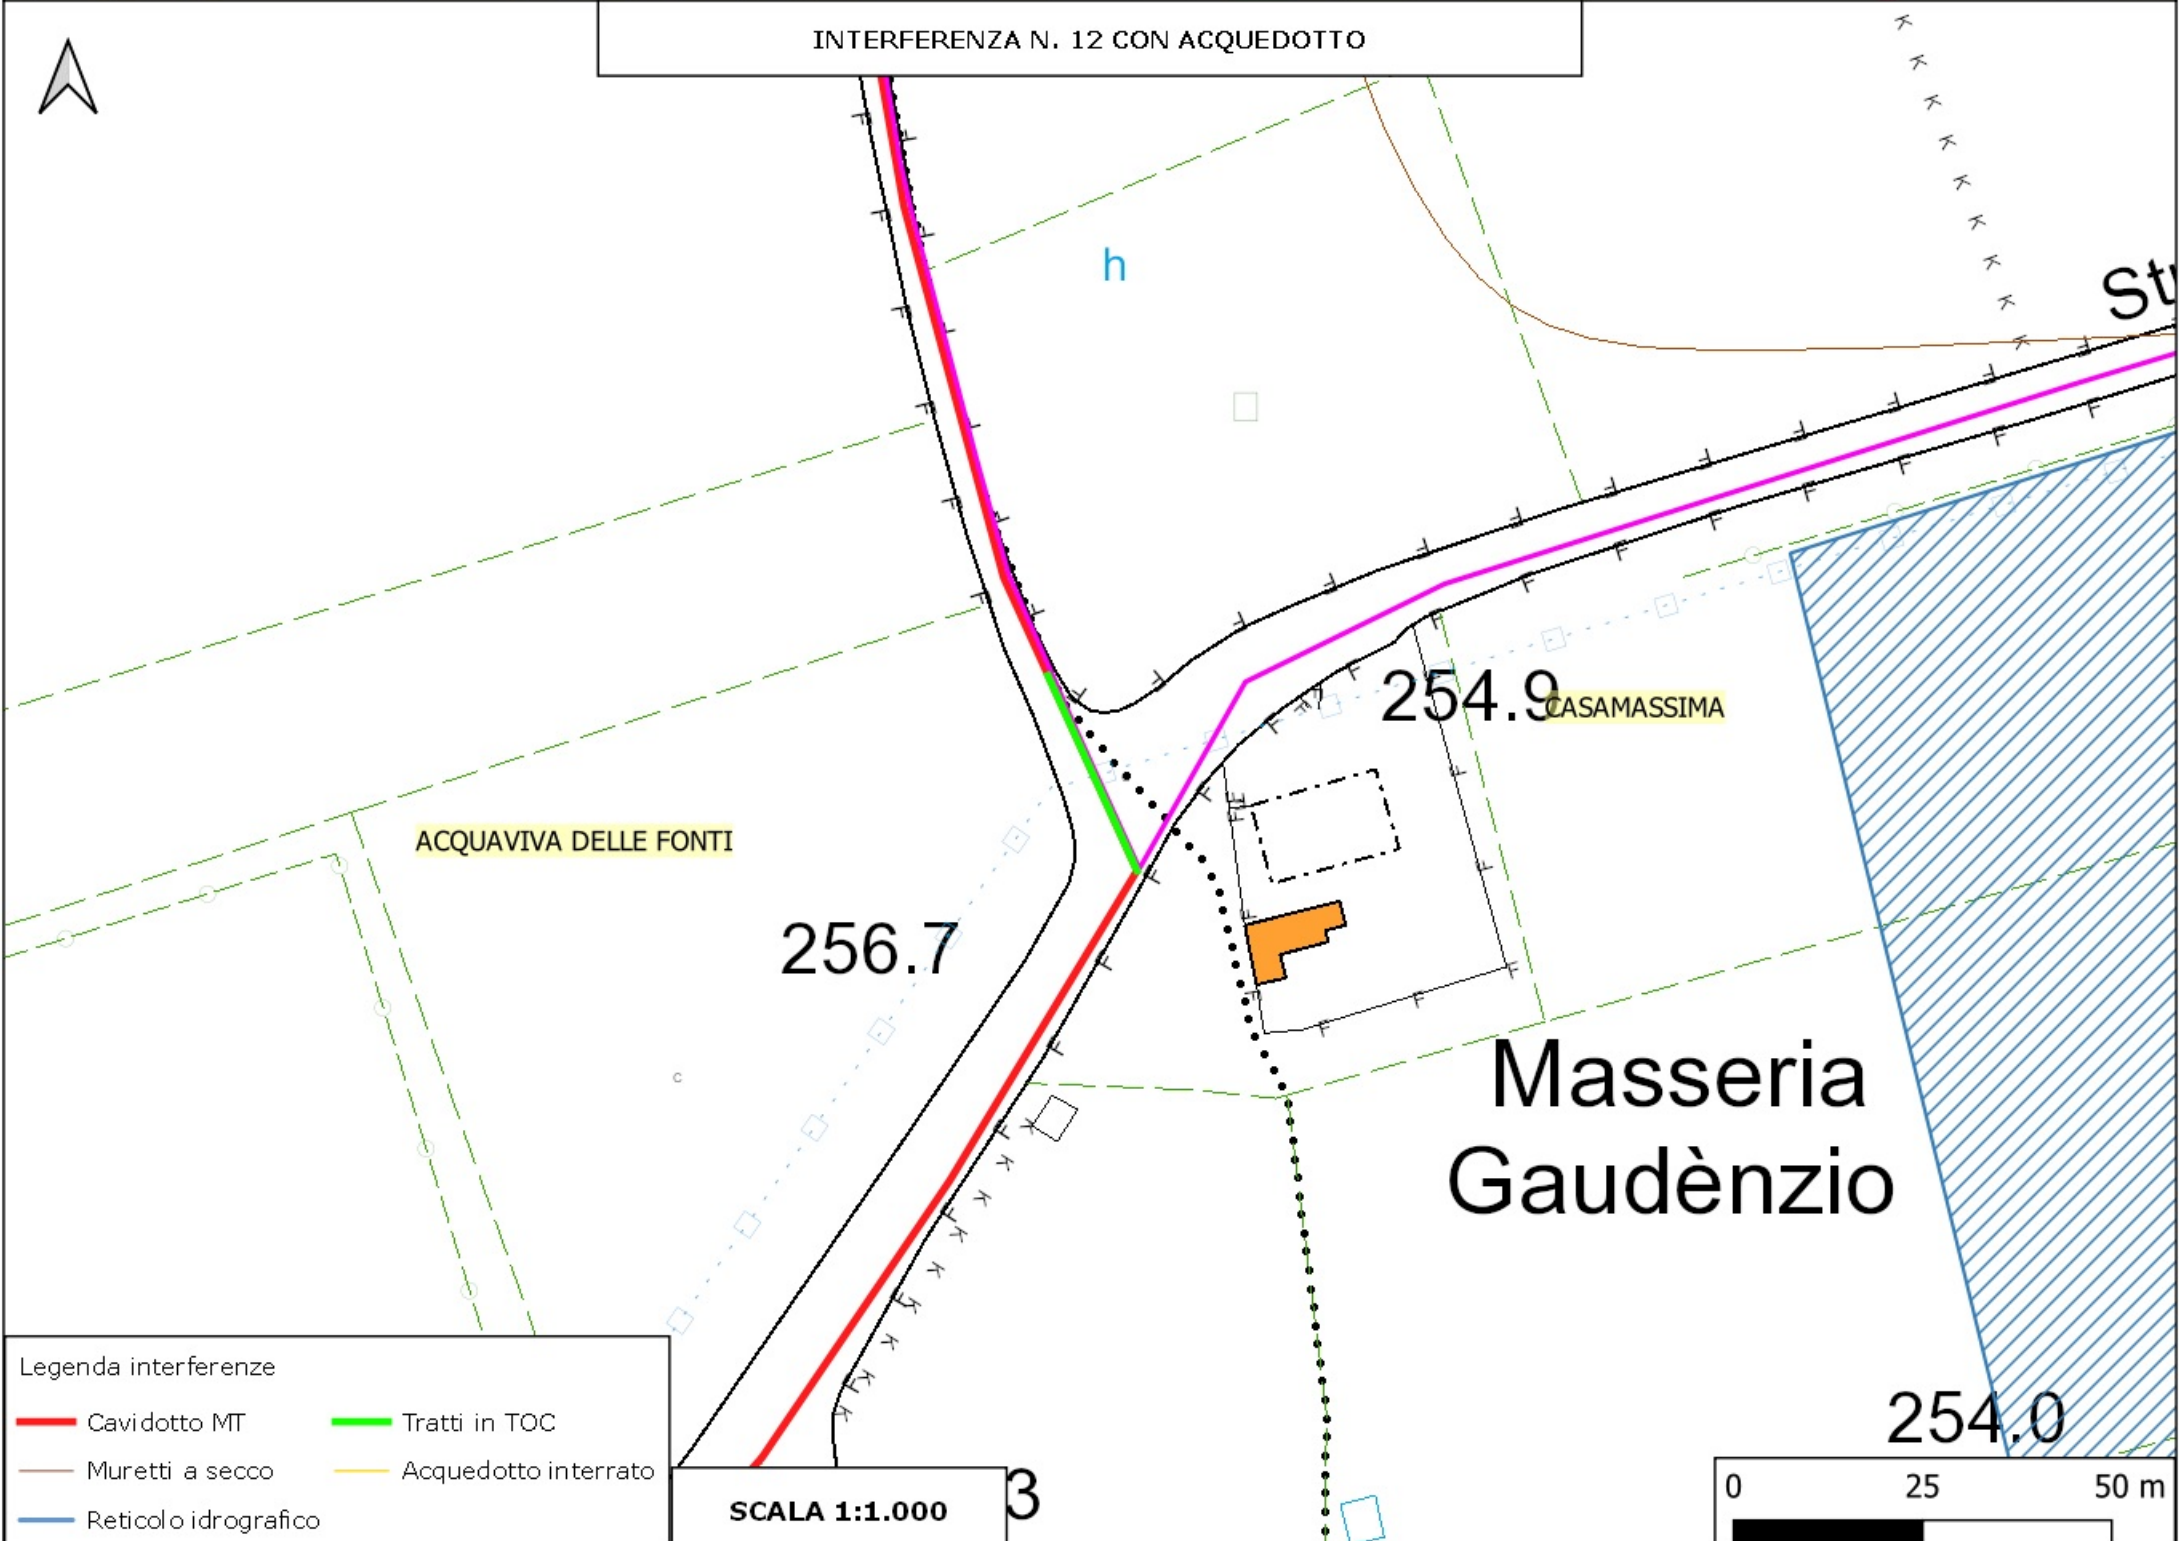 INTERFERENZA N. 12 CON ACQUEDOTTO
h
254.9
CASAMASSIMA
ACQUAVIVA DELLE FONTI
256.7
c
Masseria
Gaudènzio
254.0
Legenda interferenze
Cavidotto MT
Tratti in TOC
Muretti a secco
Acquedotto interrato
Reticolo idrografico
SCALA 1:1.000
3
0 25 50 m